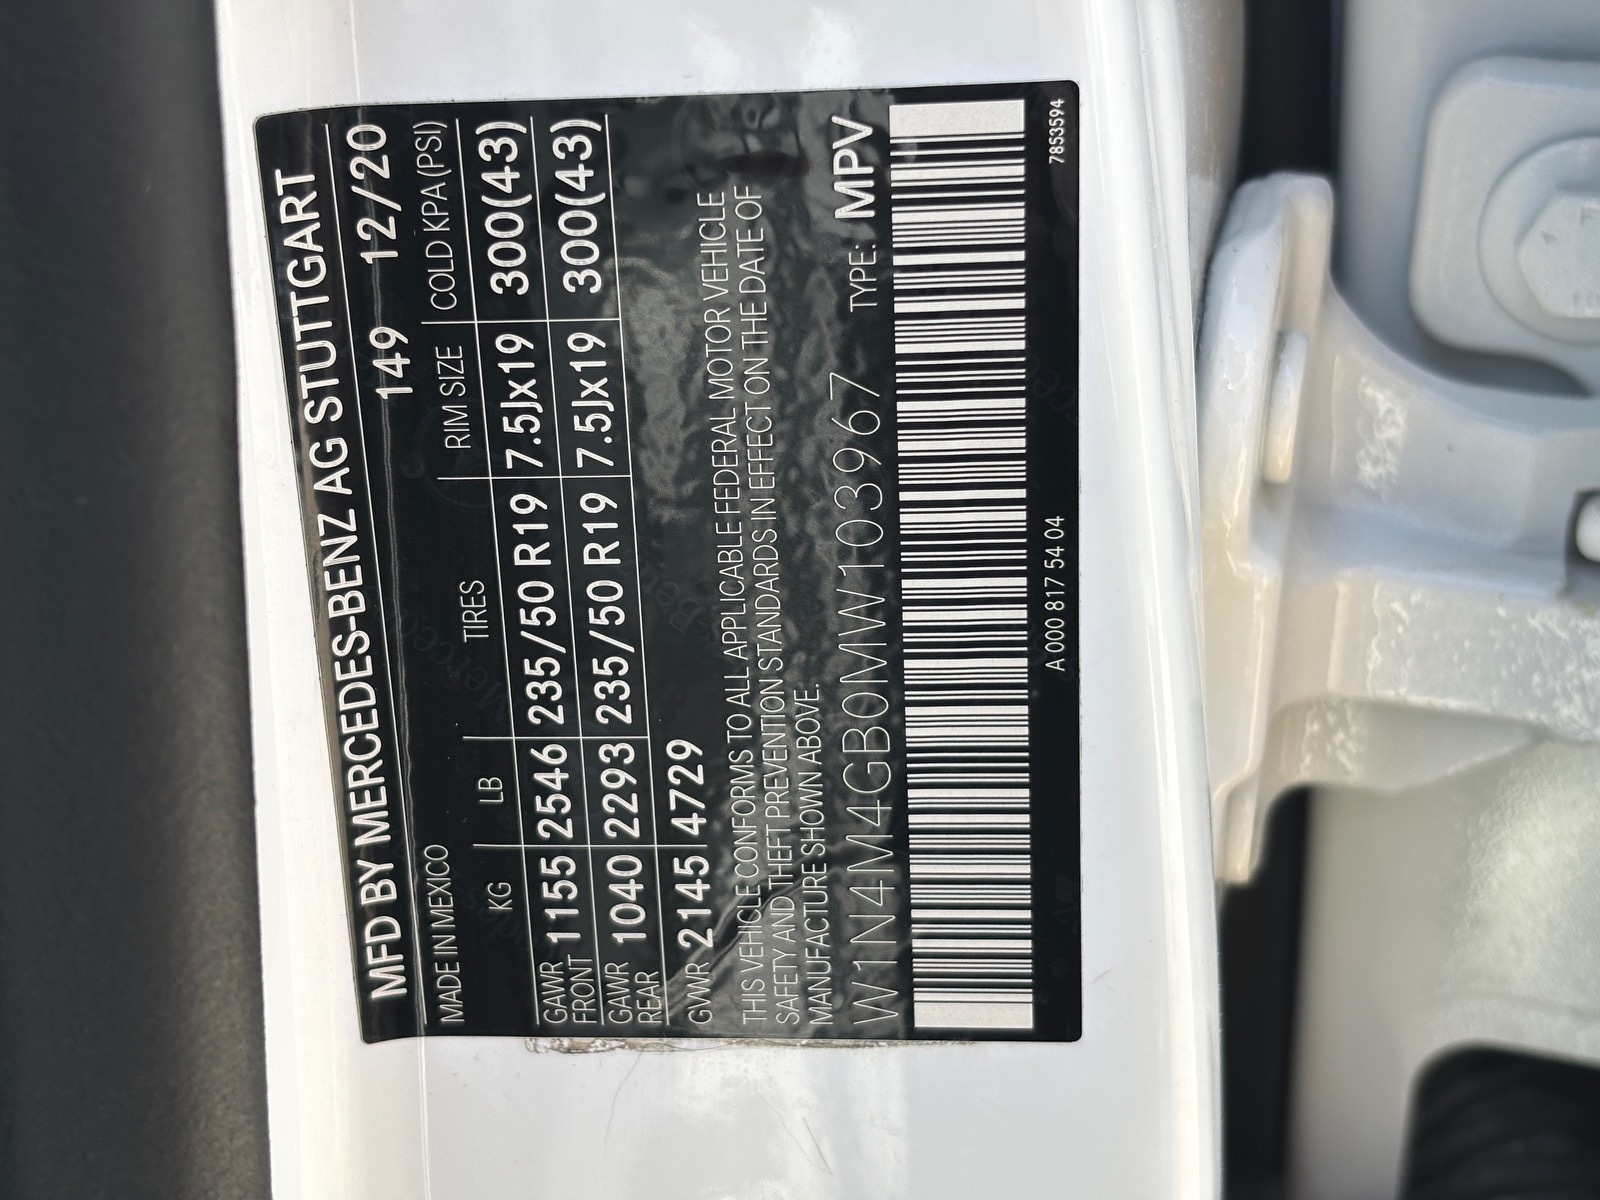 MFD BY MERCEDES-BENZ AG STUTTGART
MADE IN MEXICO 149 12/20
KG LB TIRES RIM SIZE COLD KPA (PSI)
GAWR FRONT 1155 2546 235/50 R19 7.5Jx19 300(43)
GAWR REAR 1040 2293 235/50 R19 7.5Jx19 300(43)
GVWR 2145 4729
THIS VEHICLE CONFORMS TO ALL APPLICABLE FEDERAL MOTOR VEHICLE
SAFETY AND THEFT PREVENTION STANDARDS IN EFFECT ON THE DATE OF
MANUFACTURE SHOWN ABOVE.
W1N4M4GB0MW103967 TYPE: MPV
A 000 817 54 04 7853594